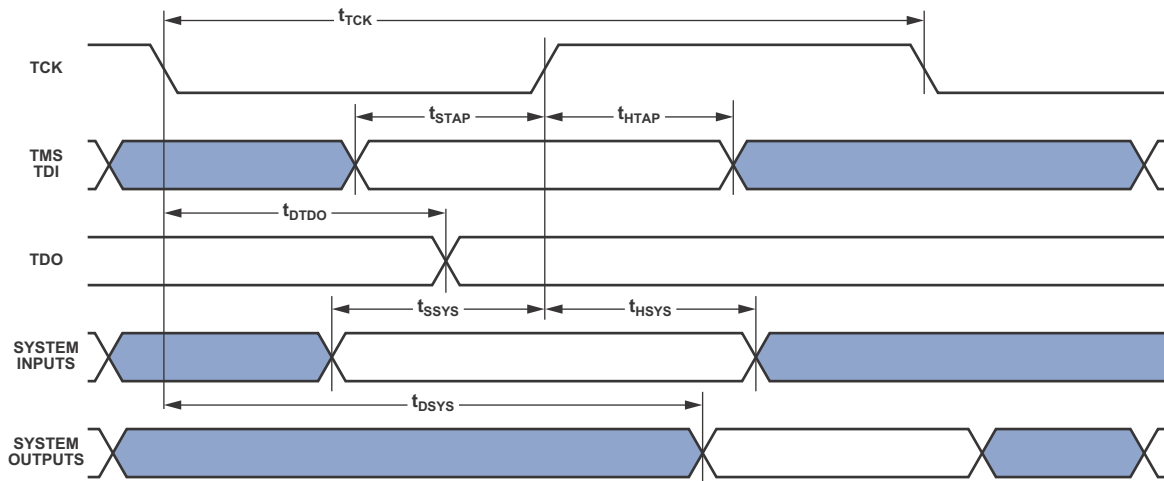 tTCK
TCK
tSTAP
tHTAP
TMS
TDI
tDTDO
TDO
tSSYS
tHSYS
SYSTEM
INPUTS
tDSYS
SYSTEM
OUTPUTS